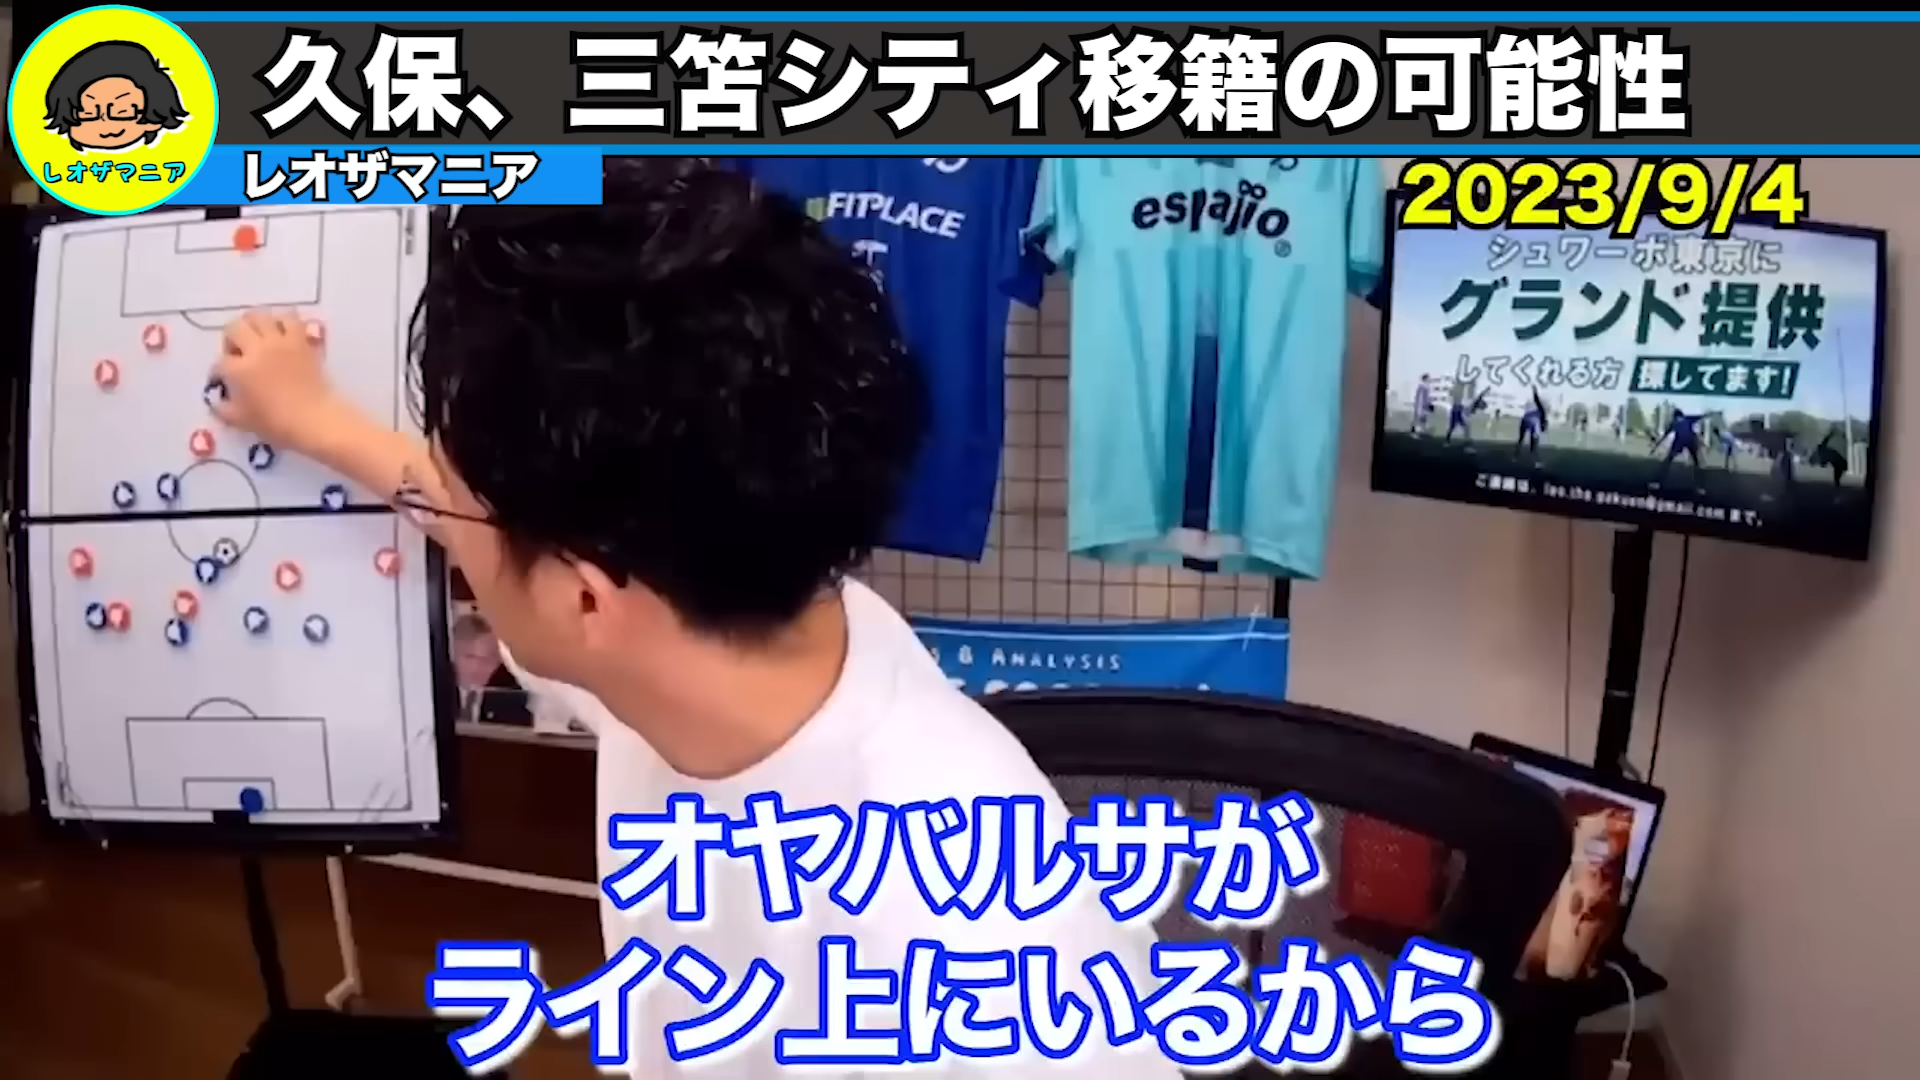 久保、三笘シティ移籍の可能性
レオザマニア
レオザマニア
2023/9/4
FITPLACE
espajio
シュワーボ東京に
グランド提供
してくれる方 探してます!
& ANALYSIS
オヤバルサが
ライン上にいるから